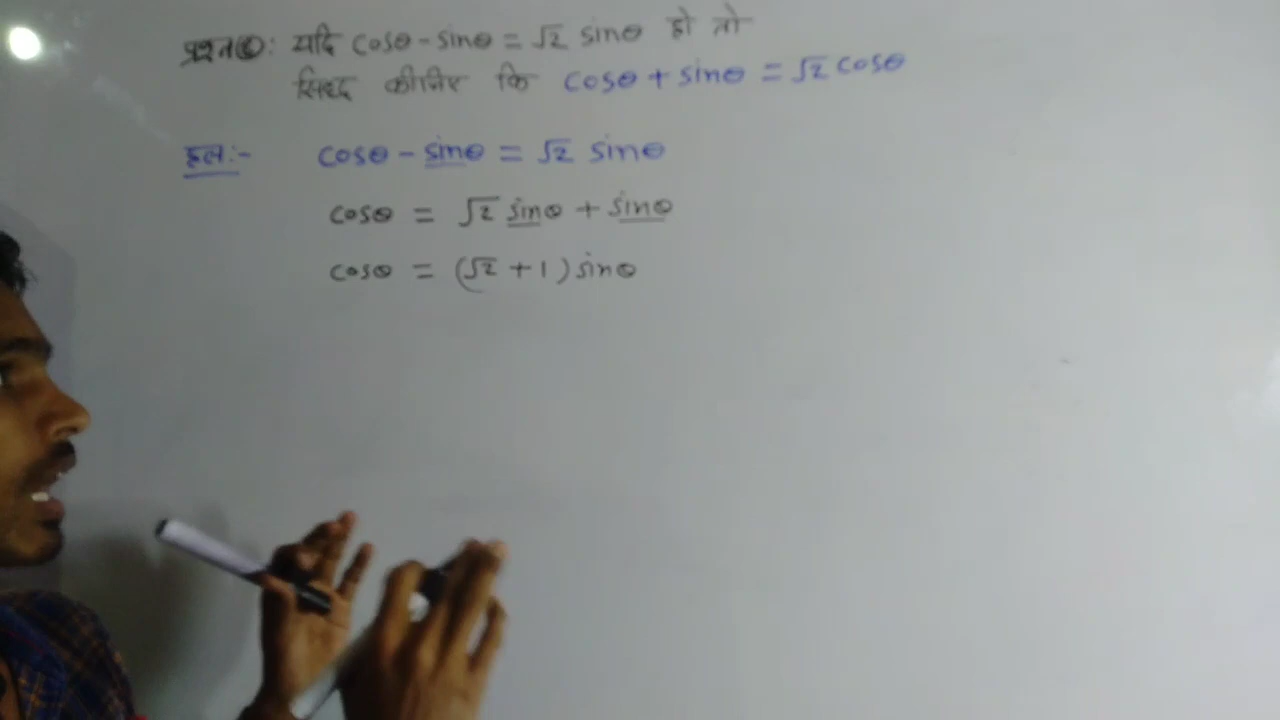 प्रश्न⑥: यदि cosθ - sinθ = √2 sinθ हो तो
सिध्द कीजिए कि cosθ + sinθ = √2 cosθ
हल:- cosθ - sinθ = √2 sinθ
cosθ = √2 sinθ + sinθ
cosθ = (√2 + 1) sinθ